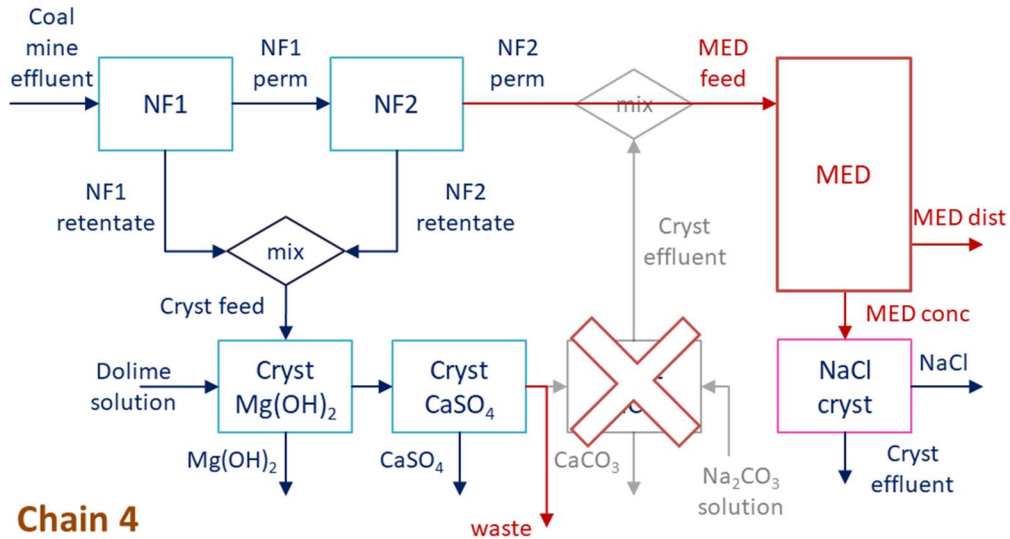 Coal
mine
effluent
NF1
NF1
perm
NF2
NF2
perm
mix
MED
feed
MED
NF1
retentate
NF2
retentate
mix
Cryst
effluent
MED dist
Cryst feed
MED conc
Dolime
solution
Cryst
Mg(OH)₂
Cryst
CaSO₄
NaCl
cryst
NaCl
Mg(OH)₂
CaSO₄
CaCO₃
Na₂CO₃
solution
Cryst
effluent
waste
Chain 4